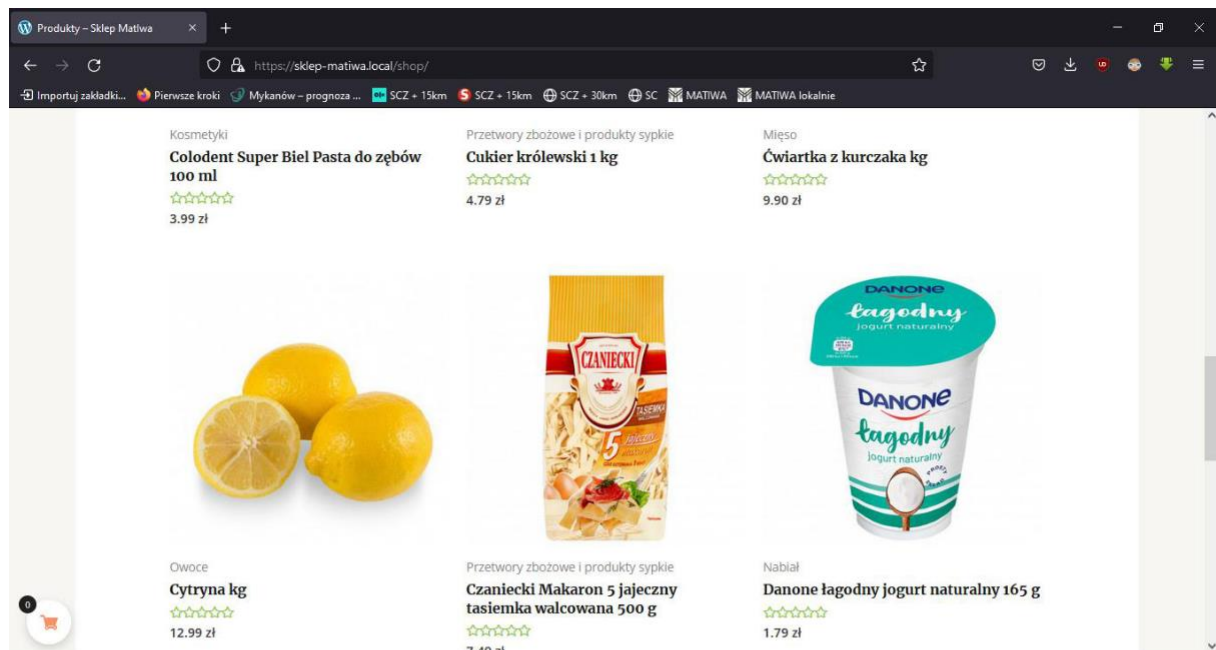 Produkty – Sklep Matiwa
https://sklep-matiwa.local/shop/
Importuj zakładki... Pierwsze kroki Mykanów – prognoza ... SCZ + 15km SCZ + 15km SCZ + 30km SC MATIWA MATIWA lokalnie
Kosmetyki
Colodent Super Biel Pasta do zębów
100 ml
3.99 zł
Przetwory zbożowe i produkty sypkie
Cukier królewski 1 kg
4.79 zł
Mięso
Ćwiartka z kurczaka kg
9.90 zł
CZANIECKI
TASIEMKA
5 jajeczny
DANONE
łagodny
jogurt naturalny
DANONE
łagodny
jogurt naturalny
Owoce
Cytryna kg
12.99 zł
Przetwory zbożowe i produkty sypkie
Czaniecki Makaron 5 jajeczny
tasiemka walcowana 500 g
Nabiał
Danone łagodny jogurt naturalny 165 g
1.79 zł
0